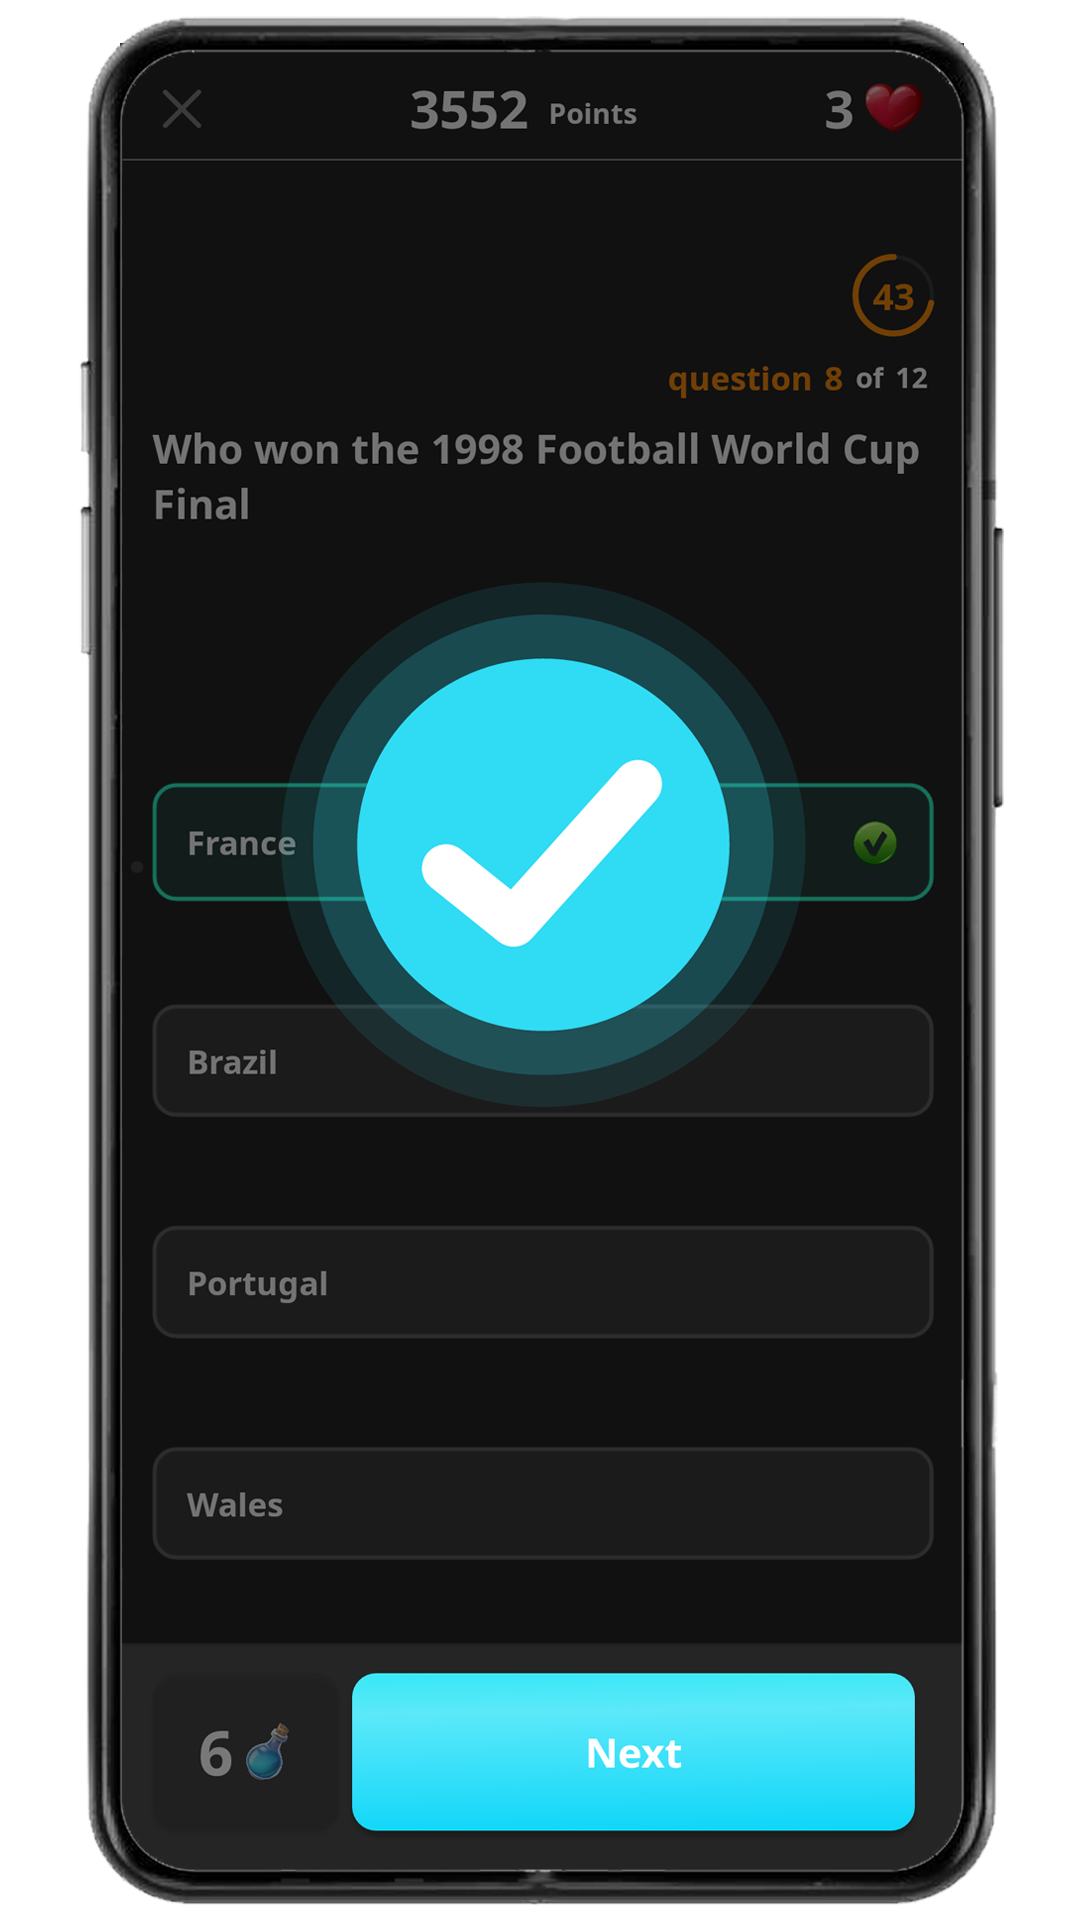 3552 Points 3
43
question 8 of 12
Who won the 1998 Football World Cup
Final
France
Brazil
Portugal
Wales
6 Next